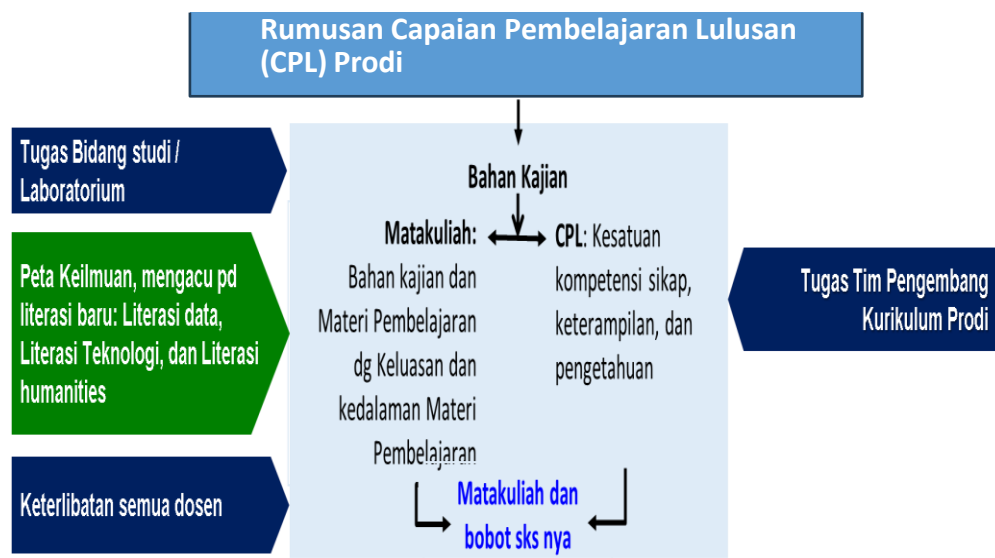 Rumusan Capaian Pembelajaran Lulusan
(CPL) Prodi
Tugas Bidang studi /
Laboratorium
Peta Keilmuan, mengacu pd
literasi baru: Literasi data,
Literasi Teknologi, dan Literasi
humanities
Keterlibatan semua dosen
Bahan Kajian
Matakuliah:
Bahan kajian dan
Materi Pembelajaran
dg Keluasan dan
kedalaman Materi
Pembelajaran
CPL: Kesatuan
kompetensi sikap,
keterampilan, dan
pengetahuan
Matakuliah dan
bobot sks nya
Tugas Tim Pengembang
Kurikulum Prodi